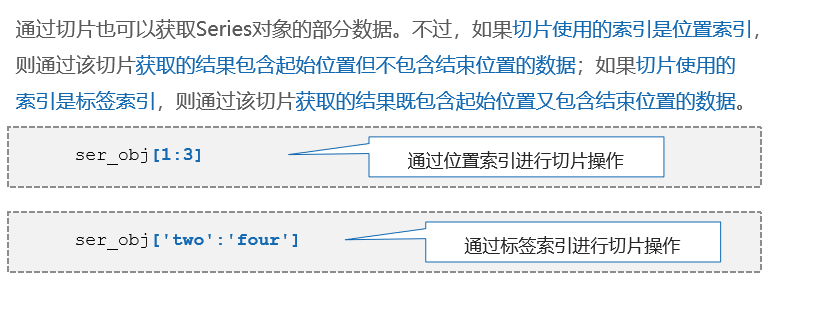 通过切片也可以获取Series对象的部分数据。不过，如果切片使用的索引是位置索引，
则通过该切片获取的结果包含起始位置但不包含结束位置的数据；如果切片使用的
索引是标签索引，则通过该切片获取的结果既包含起始位置又包含结束位置的数据。
ser_obj[1:3]
通过位置索引进行切片操作
ser_obj['two':'four']
通过标签索引进行切片操作